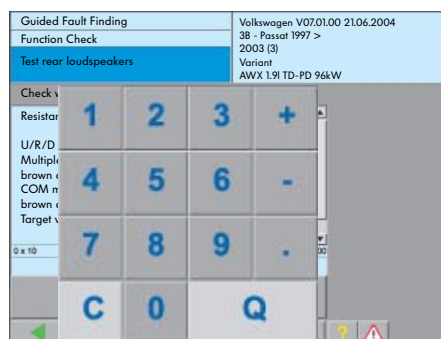 Guided Fault Finding
Function Check
Test rear loudspeakers
Volkswagen V07.01.00 21.06.2004
3B - Passat 1997 >
2003 (3)
Variant
AWX 1.9l TD-PD 96kW
Check
Resistan
U/R/D
Multiple
brown
COM m
brown
Target v
0 x 10
00
1 2 3 +
4 5 6 -
7 8 9 .
C 0 Q
?